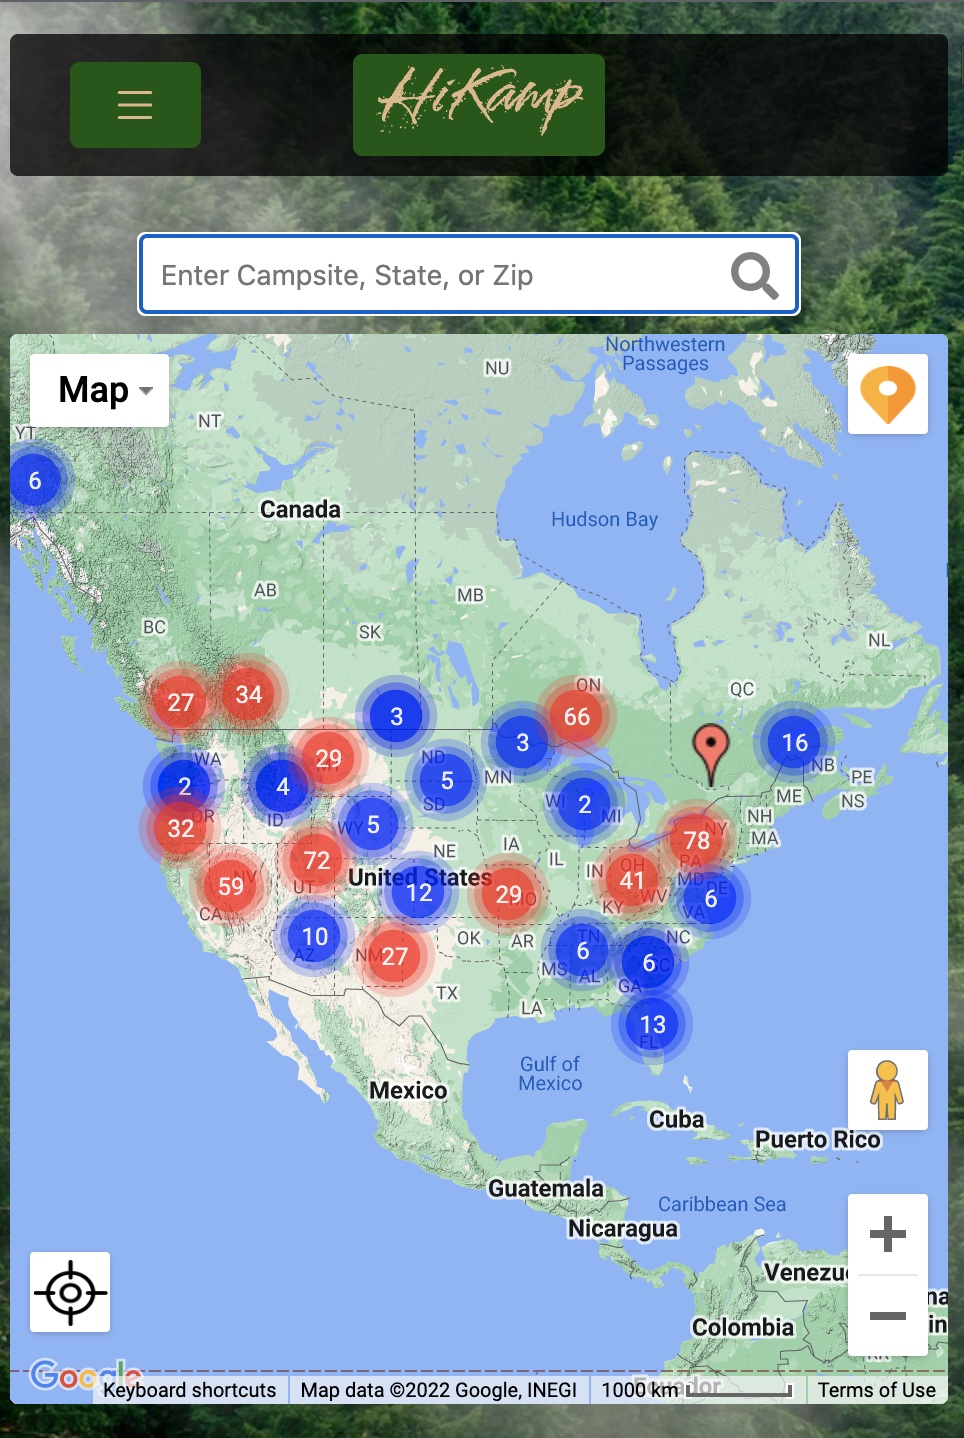 HiKamp
Enter Campsite, State, or Zip
Map
Northwestern
Passages
NU
NT
YT
6
Canada
Hudson Bay
AB
MB
BC
SK
NL
ON
QC
27
34
3
66
3
16
29
WA
ND
MN
NB
PE
2
4
5
ME
NS
SD
WI
2
MI
OR
ID
32
WY
5
NH
NY
MA
78
IA
NE
IL
72
PA
OH
IN
United States
41
MD
DE
59
NV
UT
12
29
MO
WV
6
KY
VA
CA
10
OK
AR
TN
NC
6
AZ
NM
27
6
SC
MS
AL
GA
TX
LA
13
FL
Gulf of
Mexico
Mexico
Cuba
Puerto Rico
Guatemala
Caribbean Sea
Nicaragua
Venezu
na
in
Colombia
Google
Ecuador
Keyboard shortcuts
Map data ©2022 Google, INEGI
1000 km
Terms of Use